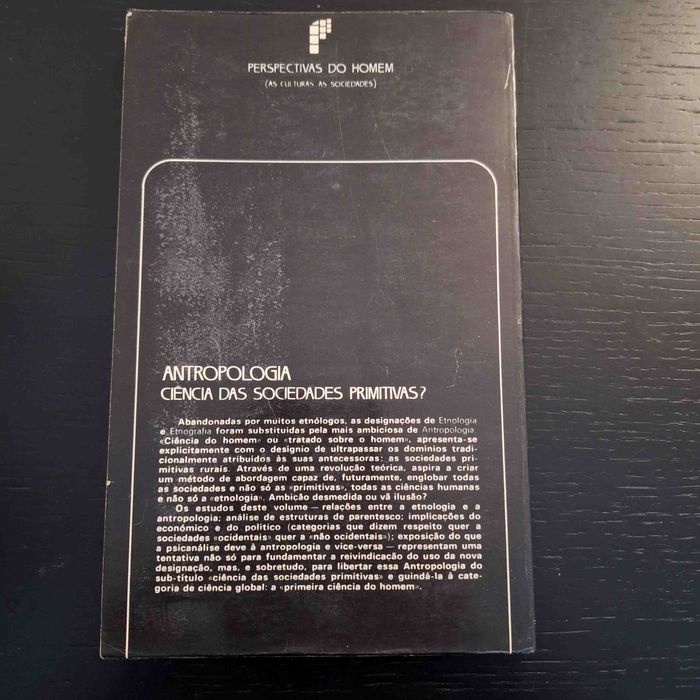 PERSPECTIVAS DO HOMEM
(AS CULTURAS AS SOCIEDADES)
ANTROPOLOGIA
CIÊNCIA DAS SOCIEDADES PRIMITIVAS?
Abandonadas por muitos etnólogos, as designações de Etnologia
e Etnografia foram substituidas pela mais ambiciosa de Antropologia.
«Ciência do homem» ou «tratado sobre o homem», apresenta-se
explicitamente com o designio de ultrapassar os domínios tradi-
cionalmente atribuídos às suas antecessoras: as sociedades pri-
mitivas rurais. Através de uma revolução teórica, aspira a criar
um método de abordagem capaz de, futuramente, englobar todas
as sociedades e não só as «primitivas», todas as ciências humanas
e não só a «etnologia». Ambição desmedida ou vã ilusão?
Os estudos deste volume — relações entre a etnologia e a
antropologia; análise de estruturas de parentesco; implicações do
económico e do político (categorias que dizem respeito quer a
sociedades «ocidentais» quer a «não ocidentais»); exposição do que
a psicanálise deve à antropologia e vice-versa — representam uma
tentativa não só para fundamentar a reivindicação do uso da nova
designação, mas, e sobretudo, para libertar essa Antropologia do
sub-título «ciência das sociedades primitivas» e guindá-la à cate-
goria de ciência global: a «primeira ciência do homem».